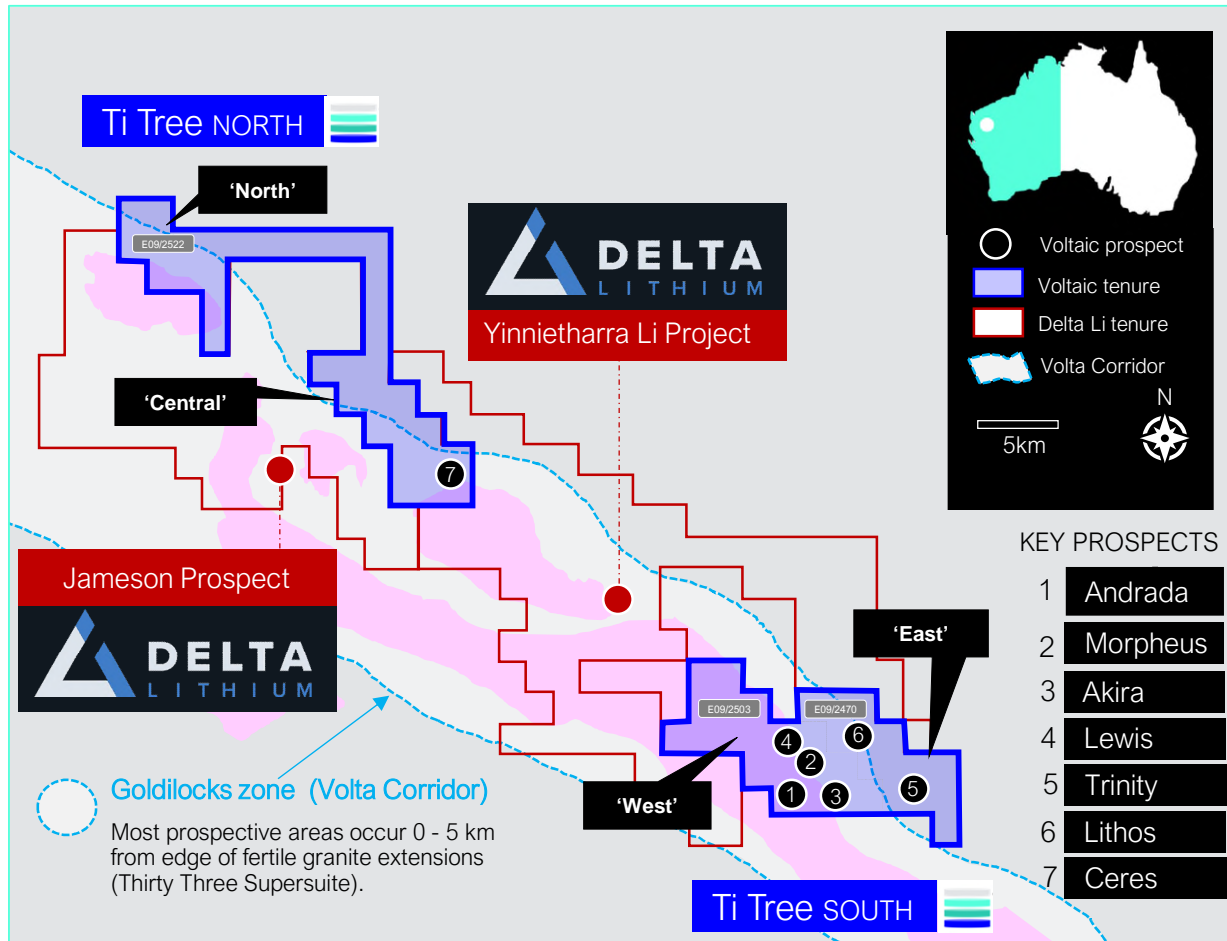 Ti Tree NORTH
'North'
E09/2522
DELTA
LITHIUM
Yinnietharra Li Project
'Central'
7
Jameson Prospect
DELTA
LITHIUM
Goldilocks zone (Volta Corridor)
Most prospective areas occur 0 - 5 km
from edge of fertile granite extensions
(Thirty Three Supersuite).
'East'
E09/2503
E09/2470
4
6
2
1
3
5
'West'
Ti Tree SOUTH
Voltaic prospect
Voltaic tenure
Delta Li tenure
Volta Corridor
N
5km
KEY PROSPECTS
1 Andrada
2 Morpheus
3 Akira
4 Lewis
5 Trinity
6 Lithos
7 Ceres